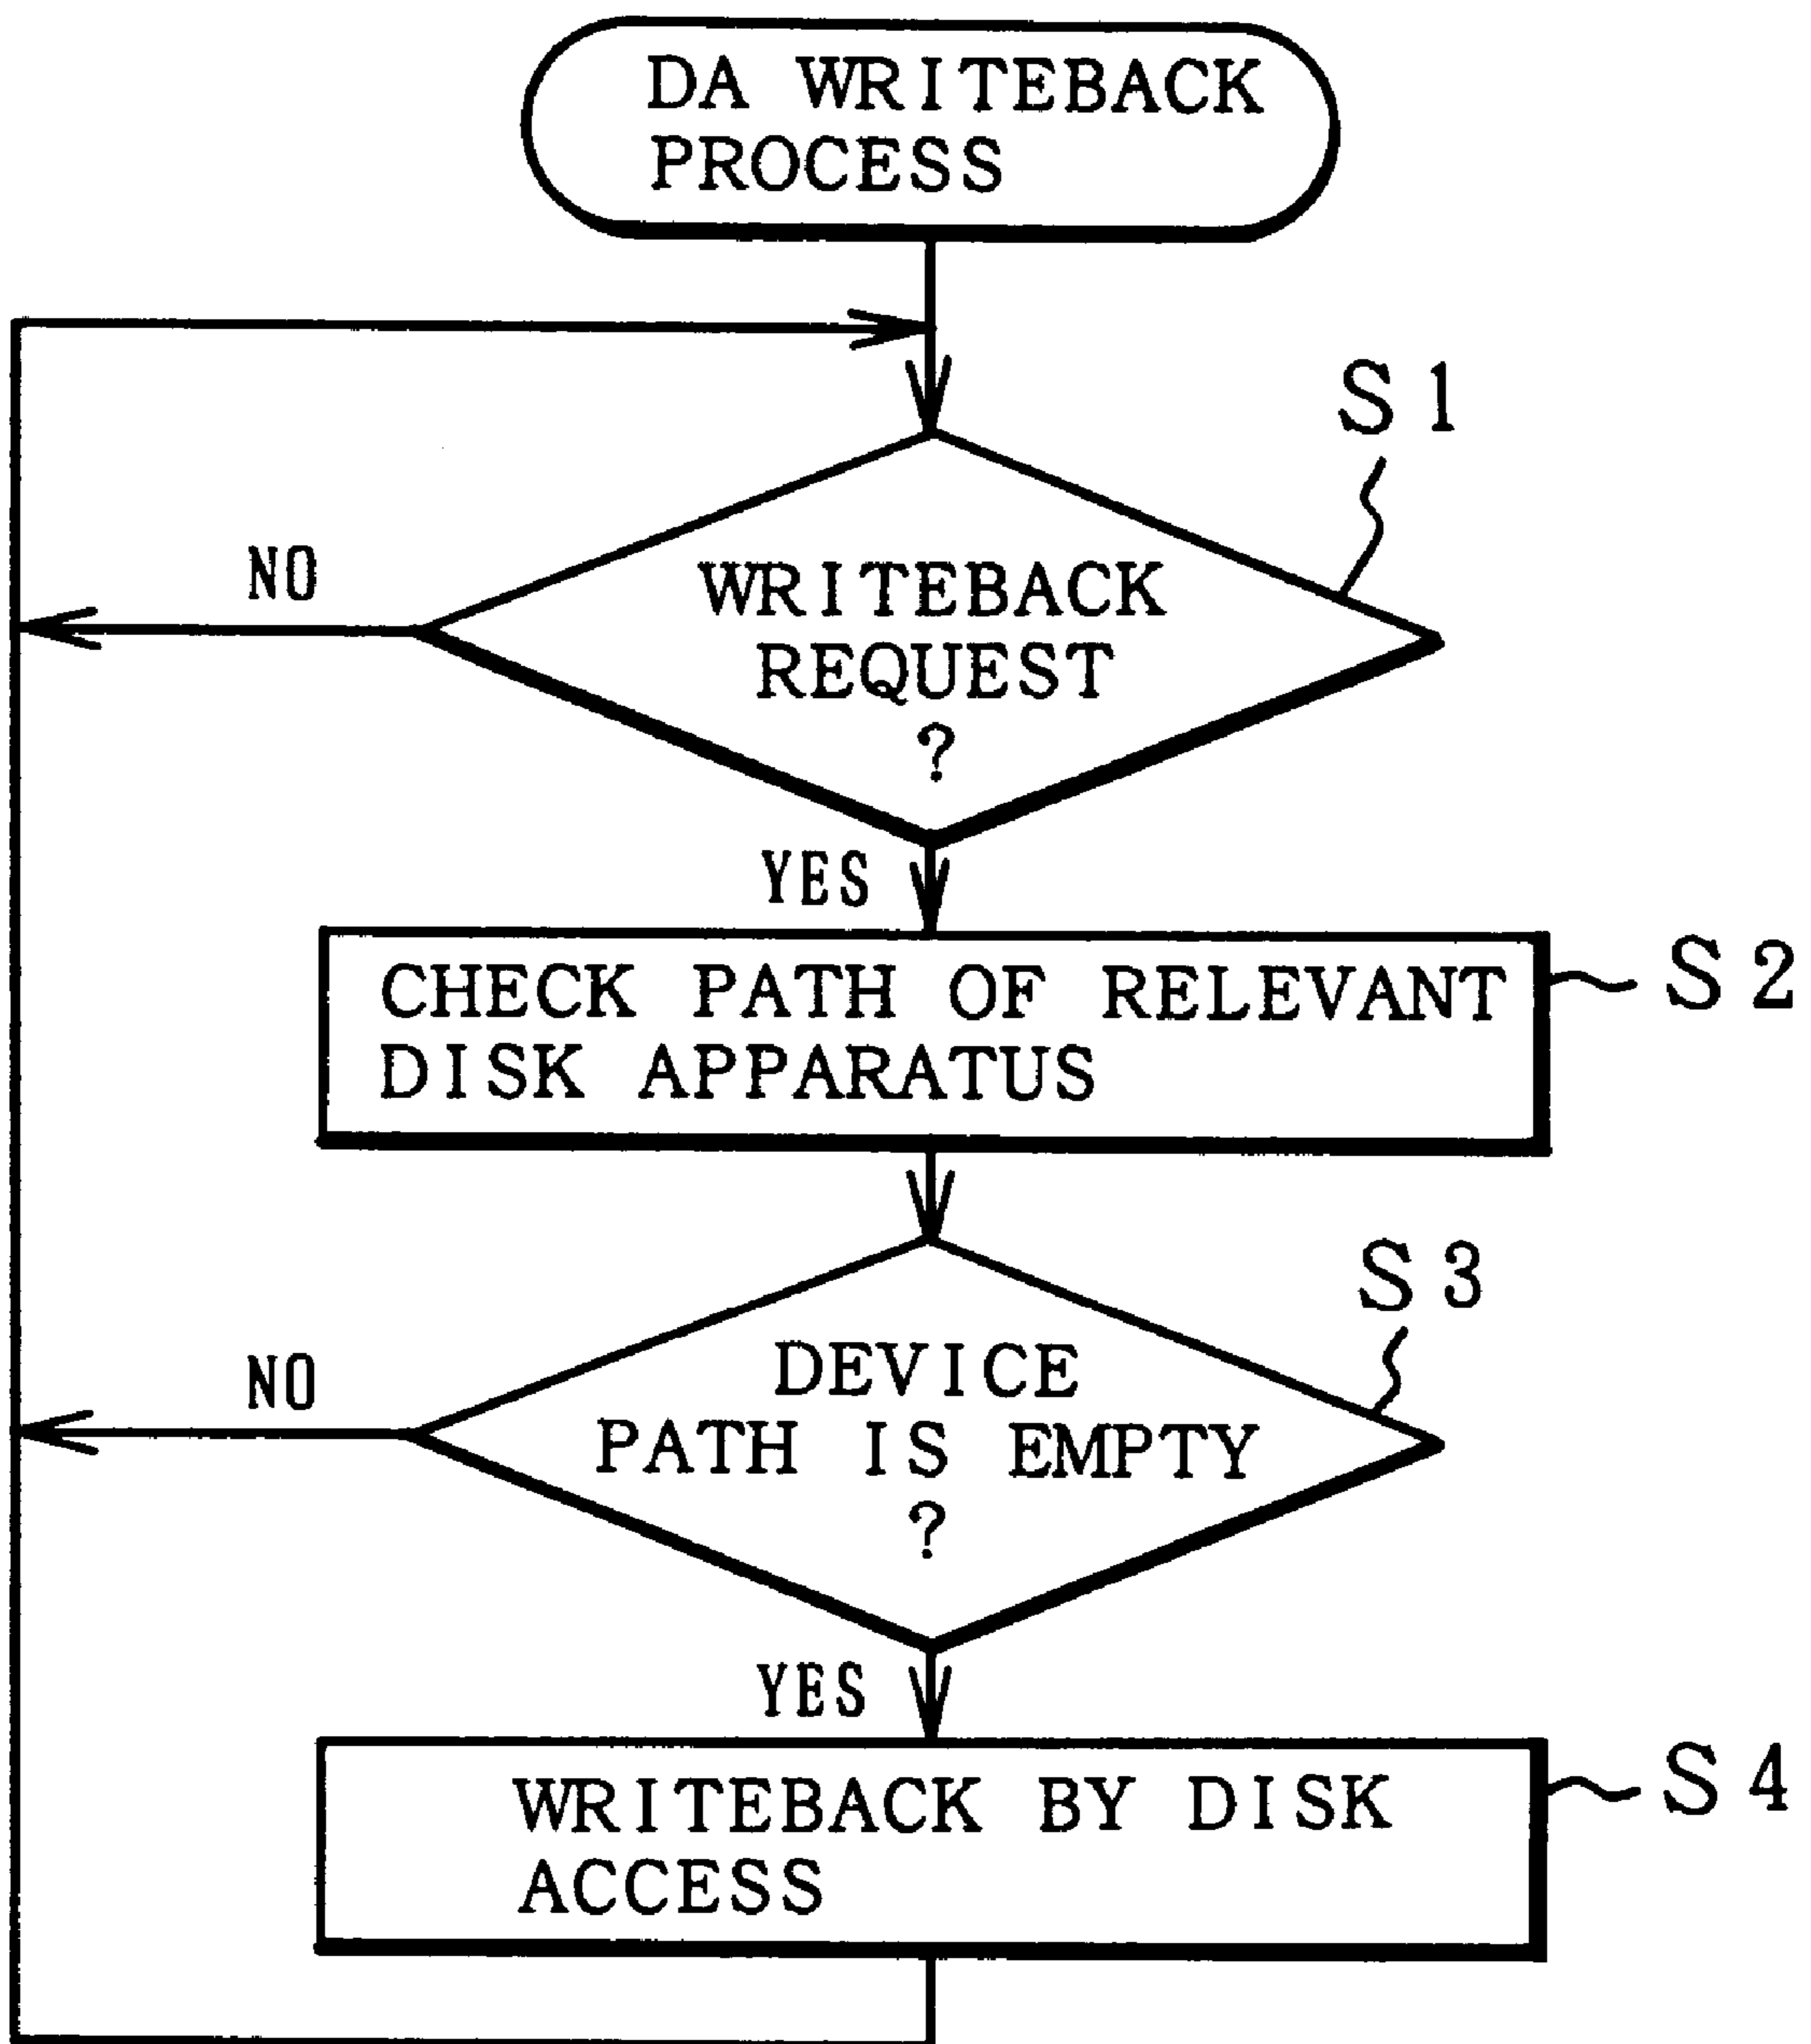 DA WRITEBACK
PROCESS
S1
NO
WRITEBACK
REQUEST
?
YES
CHECK PATH OF RELEVANT
DISK APPARATUS
S2
S3
NO
DEVICE
PATH IS EMPTY
?
YES
WRITEBACK BY DISK
ACCESS
S4